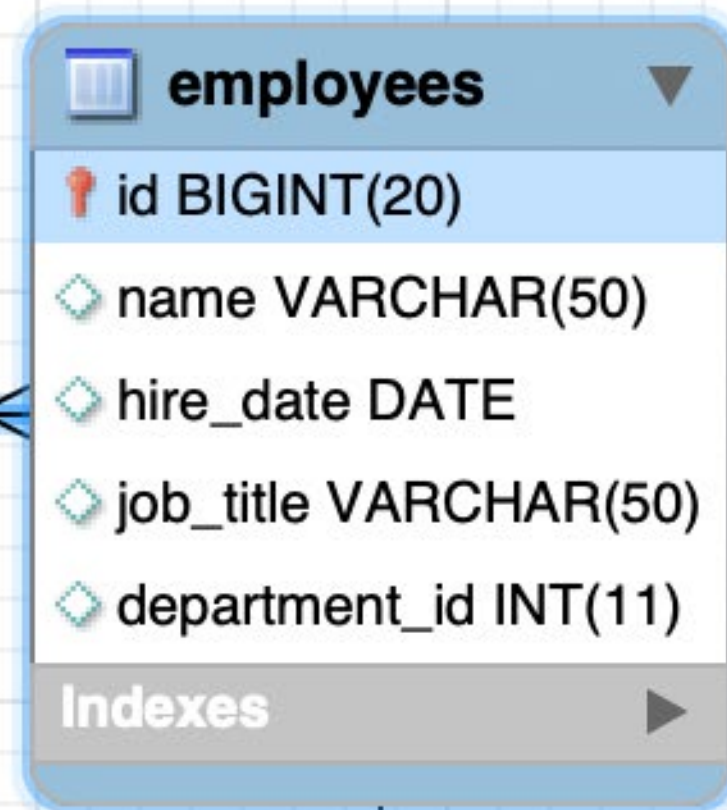 employees
id BIGINT(20)
name VARCHAR(50)
hire_date DATE
job_title VARCHAR(50)
department_id INT(11)
Indexes